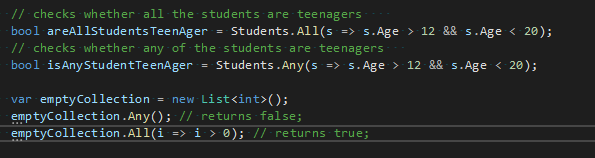 // checks whether all the students are teenagers
bool areAllStudentsTeenAger = Students.All(s => s.Age > 12 && s.Age < 20);
// checks whether any of the students are teenagers
bool isAnyStudentTeenAger = Students.Any(s => s.Age > 12 && s.Age < 20);
var emptyCollection = new List<int>();
emptyCollection.Any(); // returns false;
emptyCollection.All(i => i > 0); // returns true;